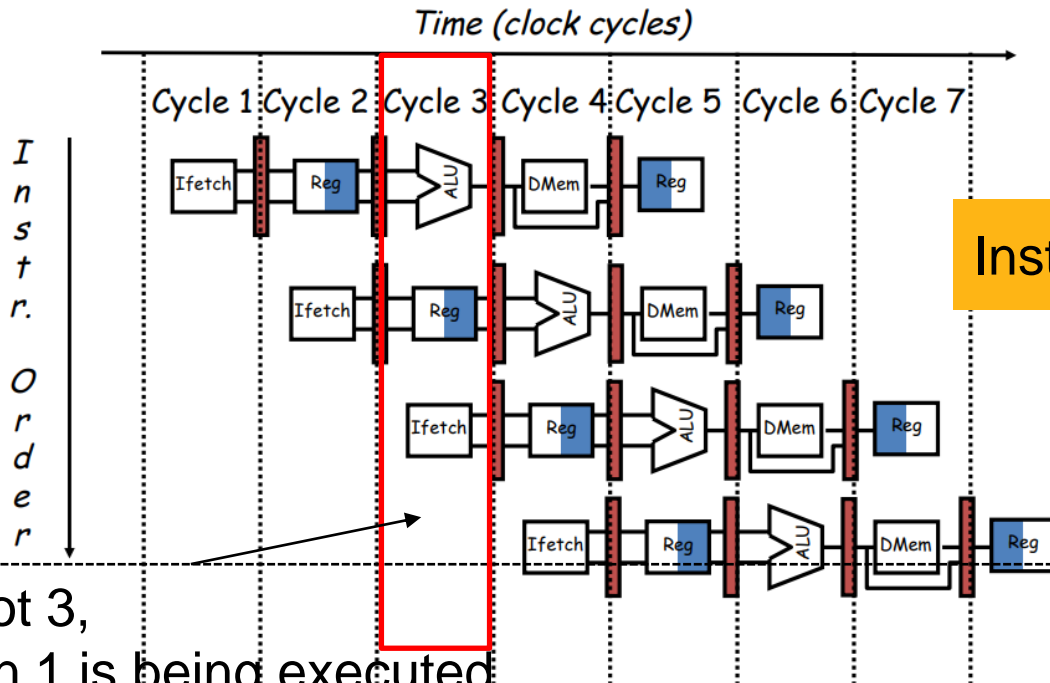 Time (clock cycles)
Cycle 1 Cycle 2 Cycle 3 Cycle 4 Cycle 5 Cycle 6 Cycle 7
Instr. Order
Ifetch Reg ALU DMem Reg
Inst
Ifetch Reg ALU DMem Reg
Ifetch Reg ALU DMem Reg
Ifetch Reg ALU DMem Reg
ot 3,
n 1 is being executed